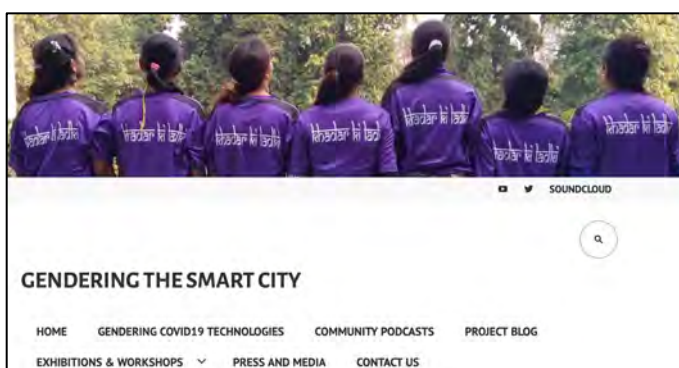 khadar ki ladki khadar ki ladki khadar ki ladki khadar ki ladki khadar ki ladki khadar ki ladki khadar ki ladki
SOUNDCLOUD
GENDERING THE SMART CITY
HOME GENDERING COVID19 TECHNOLOGIES COMMUNITY PODCASTS PROJECT BLOG
EXHIBITIONS & WORKSHOPS PRESS AND MEDIA CONTACT US